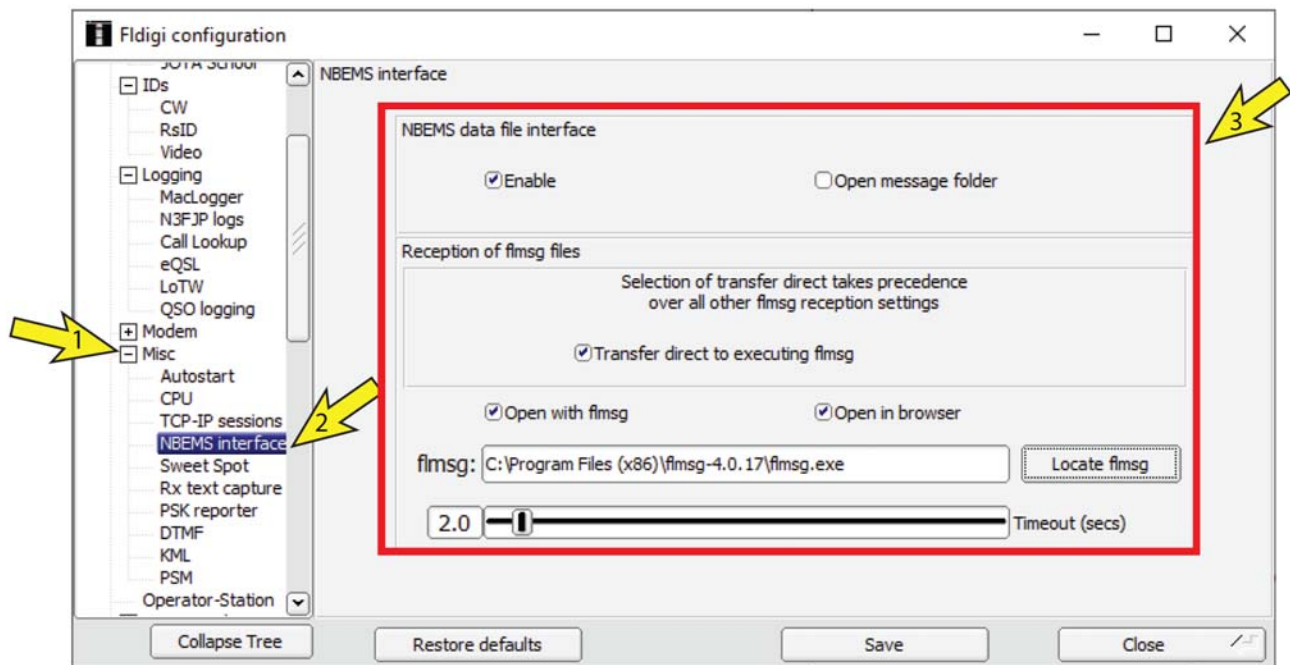 Fldigi configuration
JOTA School
IDs
CW
RsID
Video
Logging
MacLogger
N3FJP logs
Call Lookup
eQSL
LoTW
QSO logging
Modem
Misc
Autostart
CPU
TCP-IP sessions
NBEMS interface
Sweet Spot
Rx text capture
PSK reporter
DTMF
KML
PSM
Operator-Station
Collapse Tree
1
2
NBEMS interface
3
NBEMS data file interface
Enable
Open message folder
Reception of flmsg files
Selection of transfer direct takes precedence
over all other flmsg reception settings
Transfer direct to executing flmsg
Open with flmsg
Open in browser
flmsg: C:\Program Files (x86)\flmsg-4.0.17\flmsg.exe
Locate flmsg
2.0
Timeout (secs)
Restore defaults
Save
Close